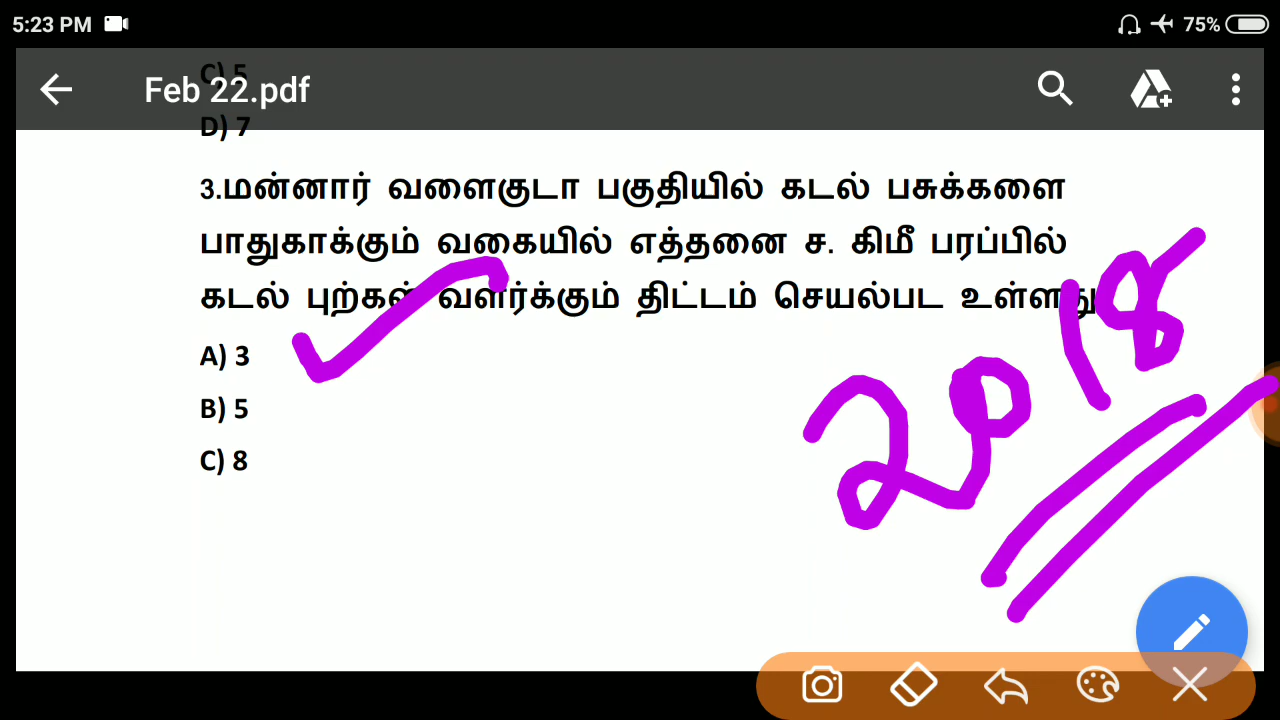 5:23 PM
75%
C) 5
Feb 22.pdf
D) 7
3.மன்னார் வளைகுடா பகுதியில் கடல் பசுக்களை
பாதுகாக்கும் வகையில் எத்தனை ச. கிமீ பரப்பில்
கடல் புற்கள் வளர்க்கும் திட்டம் செயல்பட உள்ளது
A) 3
B) 5
C) 8
2018